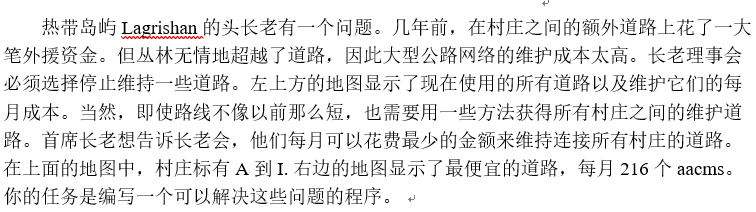 热带岛屿 Lagrishan 的头长老有一个问题。几年前，在村庄之间的额外道路上花了一大
笔外援资金。但丛林无情地超越了道路，因此大型公路网络的维护成本太高。长老理事会
必须选择停止维持一些道路。左上方的地图显示了现在使用的所有道路以及维护它们的每
月成本。当然，即使路线不像以前那么短，也需要用一些方法获得所有村庄之间的维护道
路。首席长老想告诉长老会，他们每月可以花费最少的金额来维持连接所有村庄的道路。
在上面的地图中，村庄标有 A 到 I. 右边的地图显示了最便宜的道路，每月 216 个 aacms。
你的任务是编写一个可以解决这些问题的程序。